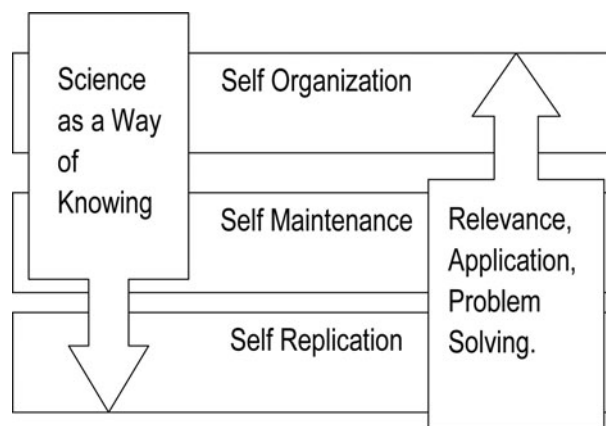 Science
as a Way
of
Knowing
Self Organization
Self Maintenance
Self Replication
Relevance,
Application,
Problem
Solving.